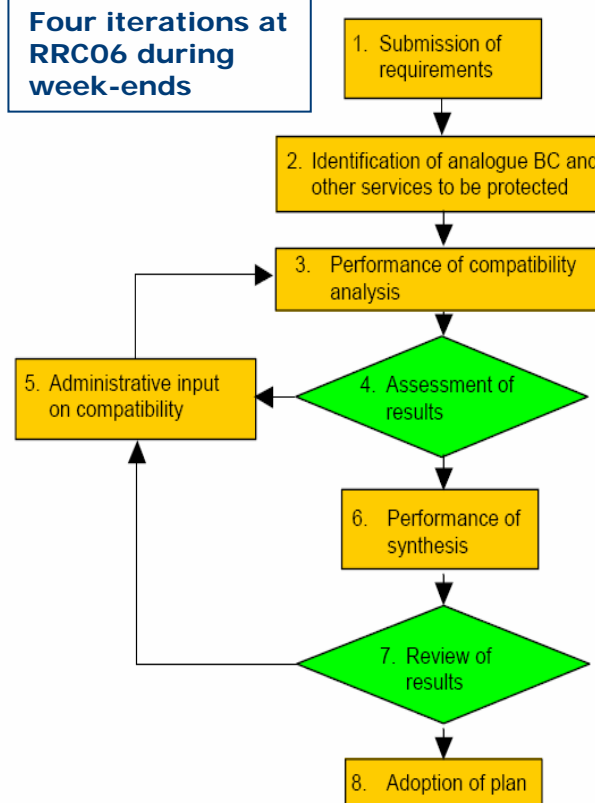 Four iterations at
RRC06 during
week-ends
1. Submission of
requirements
2. Identification of analogue BC and
other services to be protected
3. Performance of compatibility
analysis
4. Assessment of
results
5. Administrative input
on compatibility
6. Performance of
synthesis
7. Review of
results
8. Adoption of plan